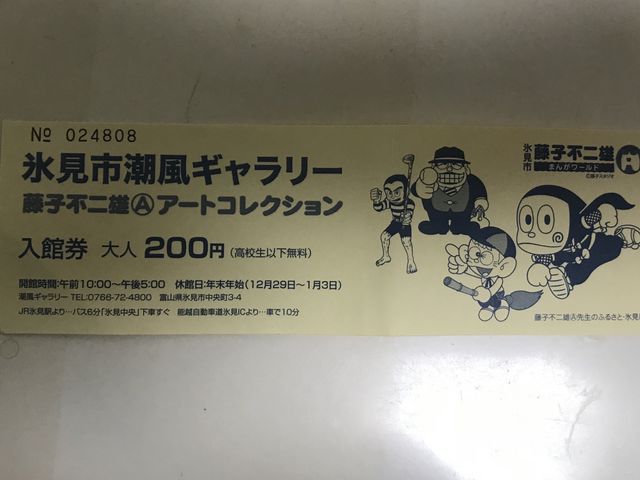 № 024808
氷見市潮風ギャラリー
藤子不二雄Ⓐアートコレクション
入館券 大人 200円 (高校生以下無料)
開館時間:午前10:00〜午後5:00 休館日:年末年始(12月29日〜1月3日)
潮風ギャラリー TEL:0766-72-4800 富山県氷見市中央町3-4
JR氷見駅より…バス6分「氷見中央」下車すぐ 能越自動車道氷見ICより…車で10分
氷見市 藤子不二雄Ⓐ
まんがワールド
©藤子スタジオ
藤子不二雄Ⓐ先生のふるさと・氷見